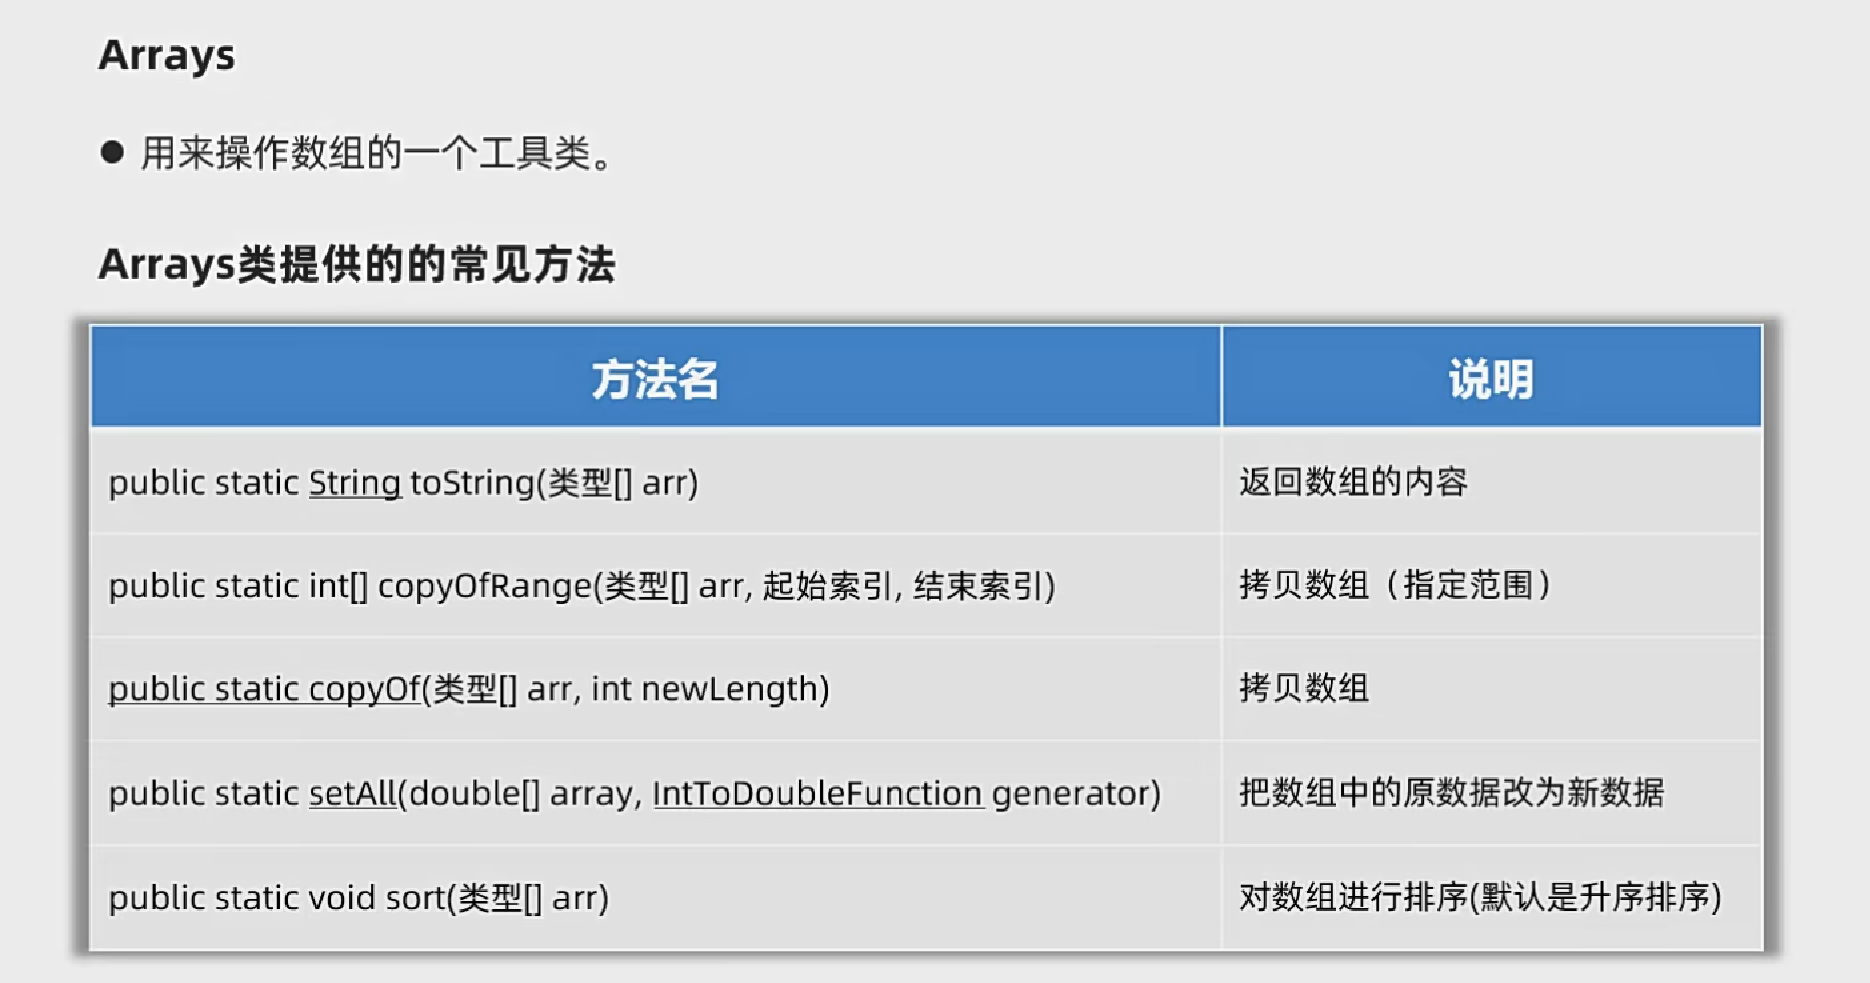 Arrays
● 用来操作数组的一个工具类。
Arrays类提供的的常见方法
方法名 说明
public static String toString(类型[] arr) 返回数组的内容
public static int[] copyOfRange(类型[] arr, 起始索引, 结束索引) 拷贝数组（指定范围）
public static copyOf(类型[] arr, int newLength) 拷贝数组
public static setAll(double[] array, IntToDoubleFunction generator) 把数组中的原数据改为新数据
public static void sort(类型[] arr) 对数组进行排序(默认是升序排序)